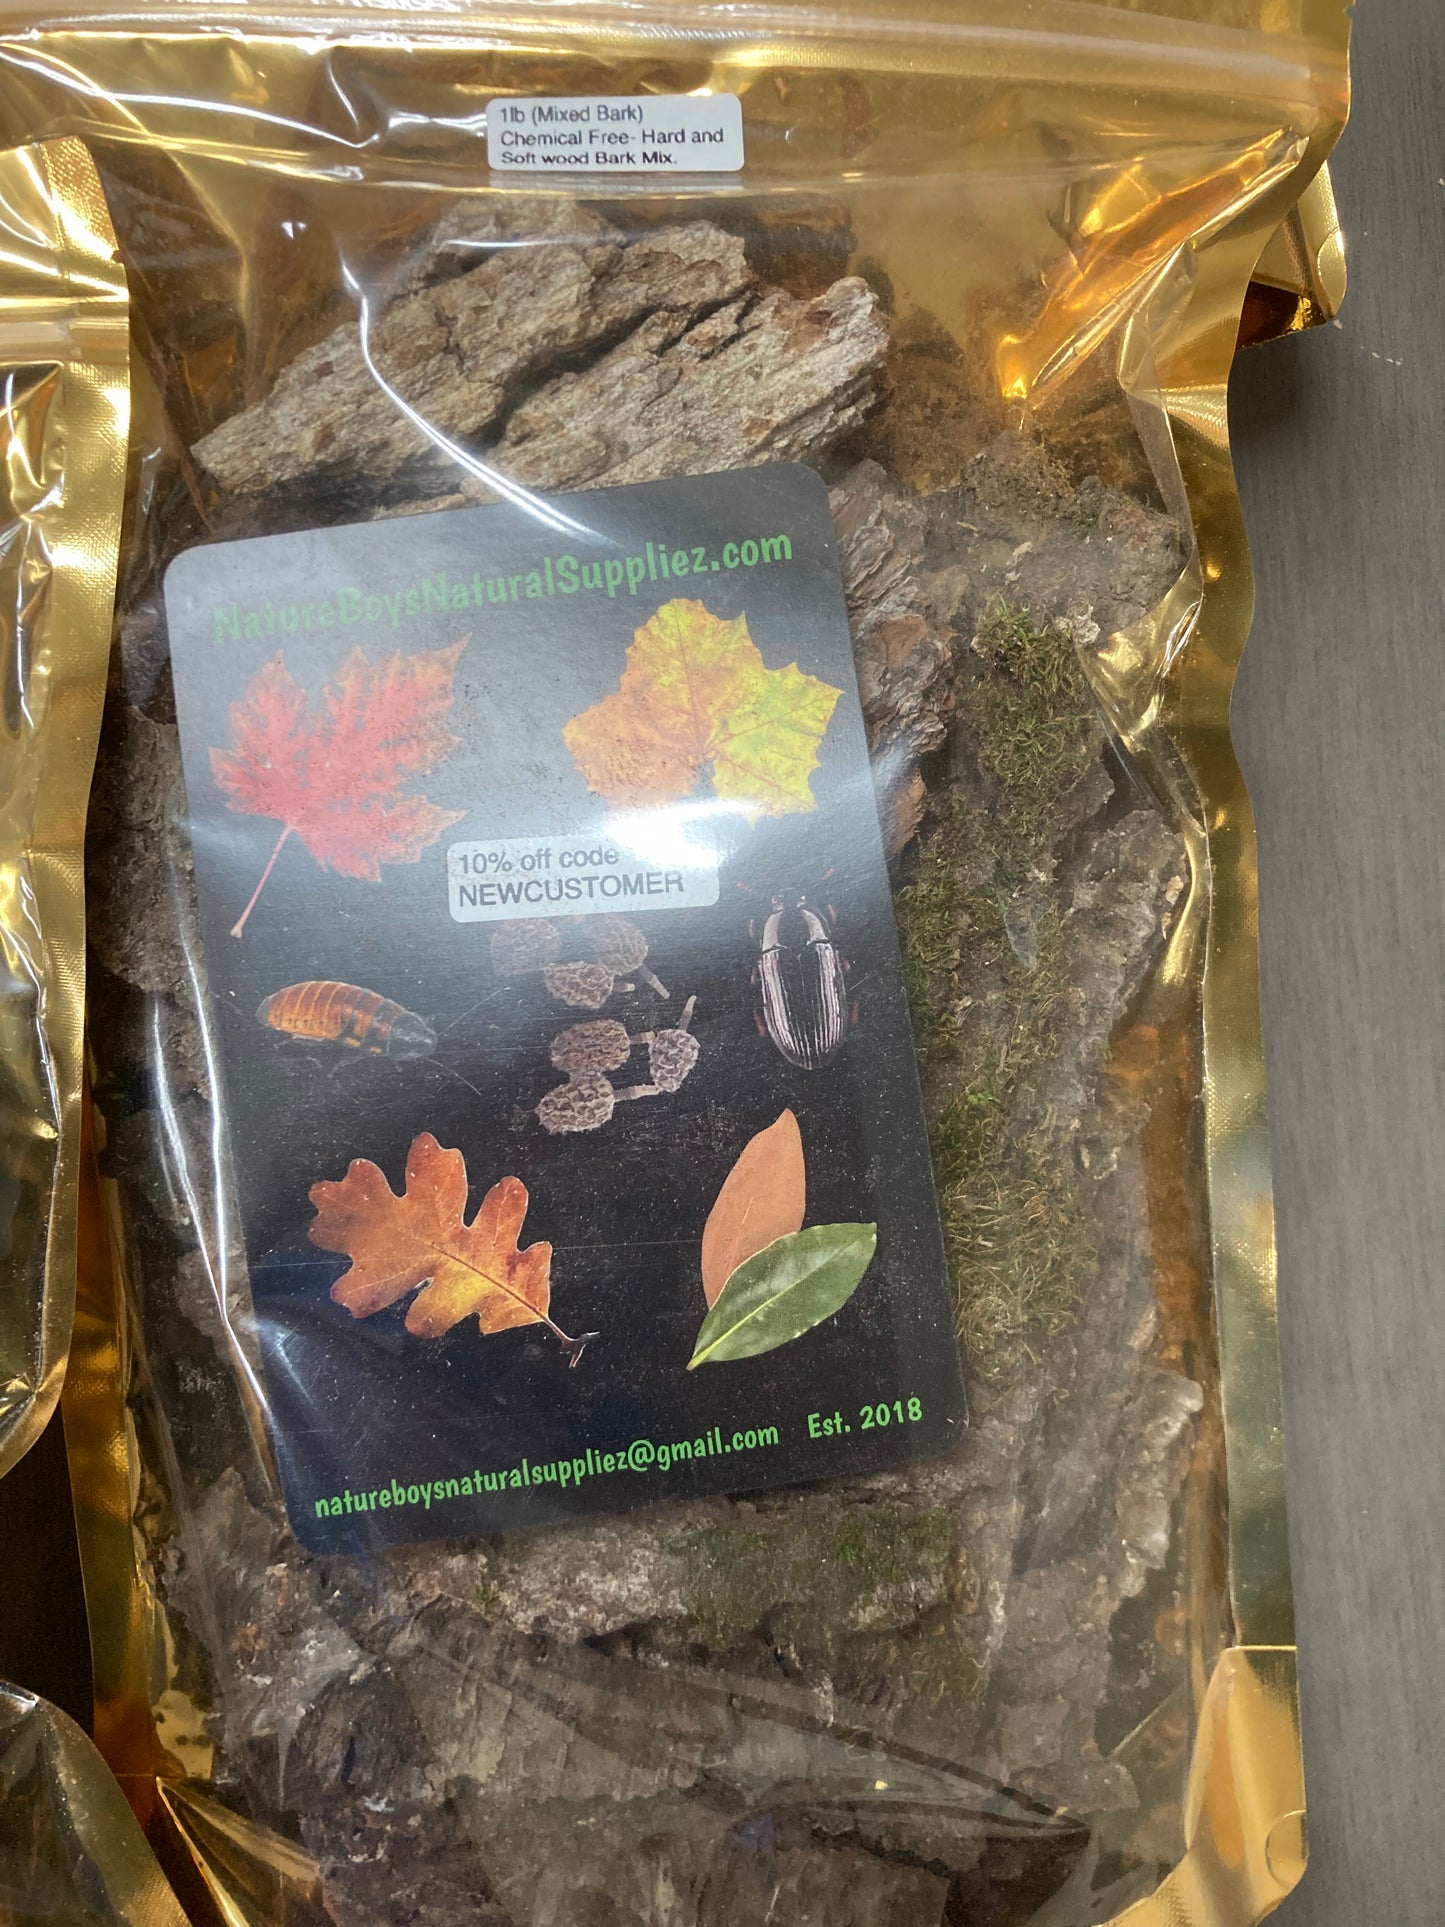 1lb (Mixed Bark)
Chemical Free- Hard and
Soft wood Bark Mix.
NatureBoysNaturalSuppliez.com
10% off code
NEWCUSTOMER
natureboysnaturalsuppliez@gmail.com Est. 2018